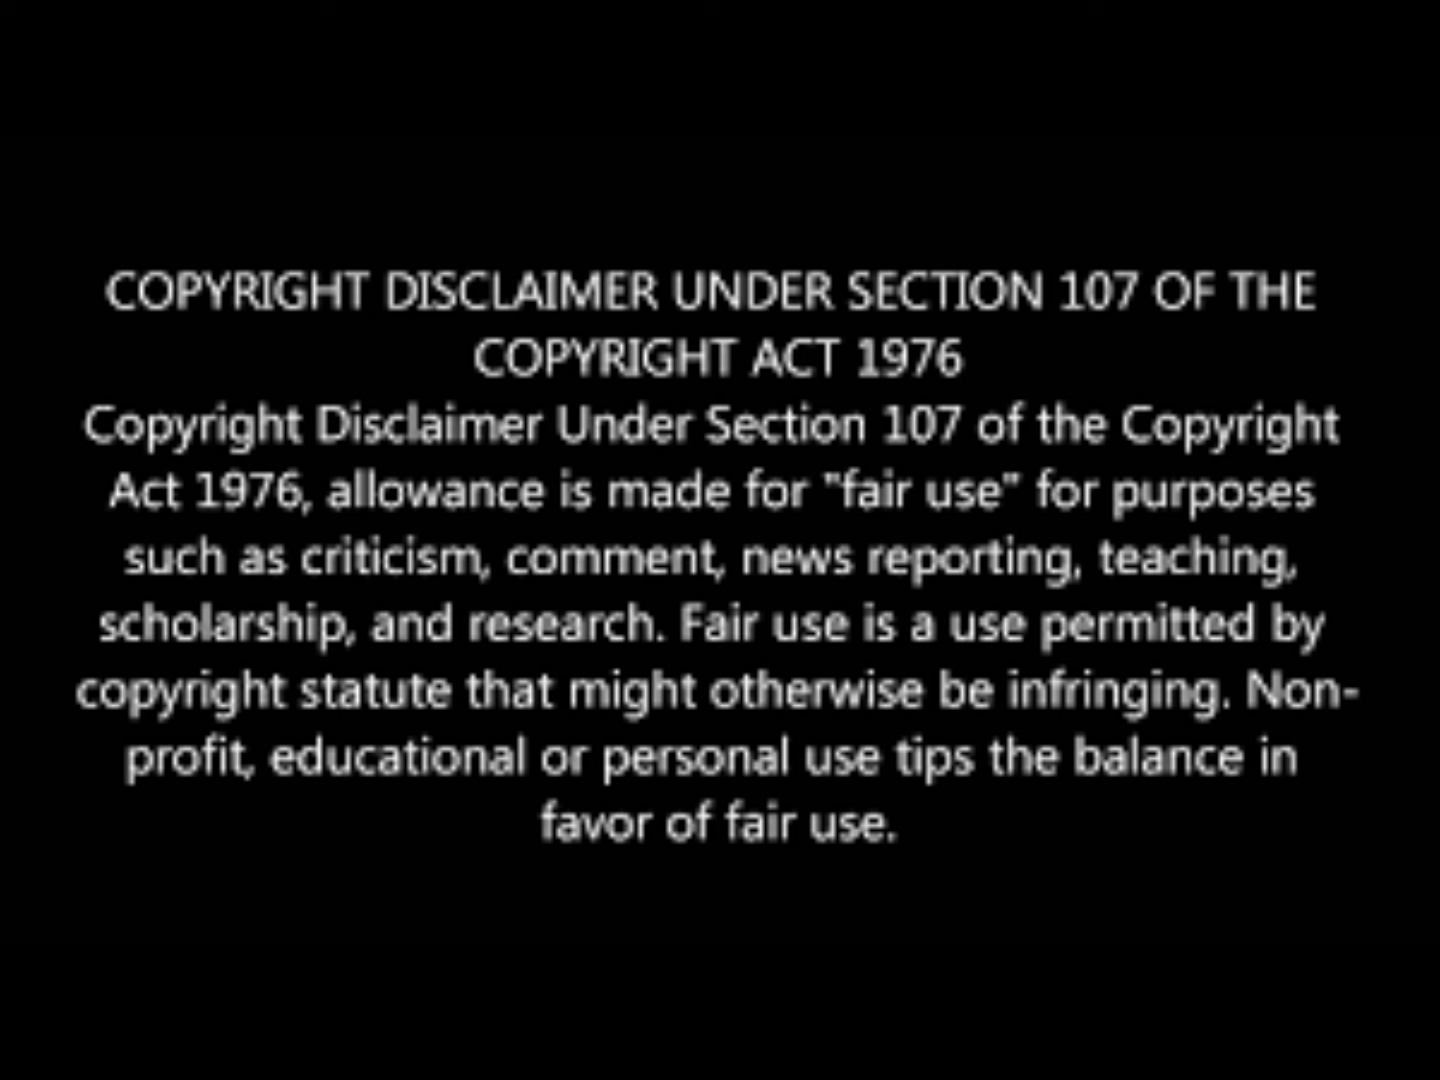 COPYRIGHT DISCLAIMER UNDER SECTION 107 OF THE
COPYRIGHT ACT 1976
Copyright Disclaimer Under Section 107 of the Copyright
Act 1976, allowance is made for "fair use" for purposes
such as criticism, comment, news reporting, teaching,
scholarship, and research. Fair use is a use permitted by
copyright statute that might otherwise be infringing. Non-
profit, educational or personal use tips the balance in
favor of fair use.